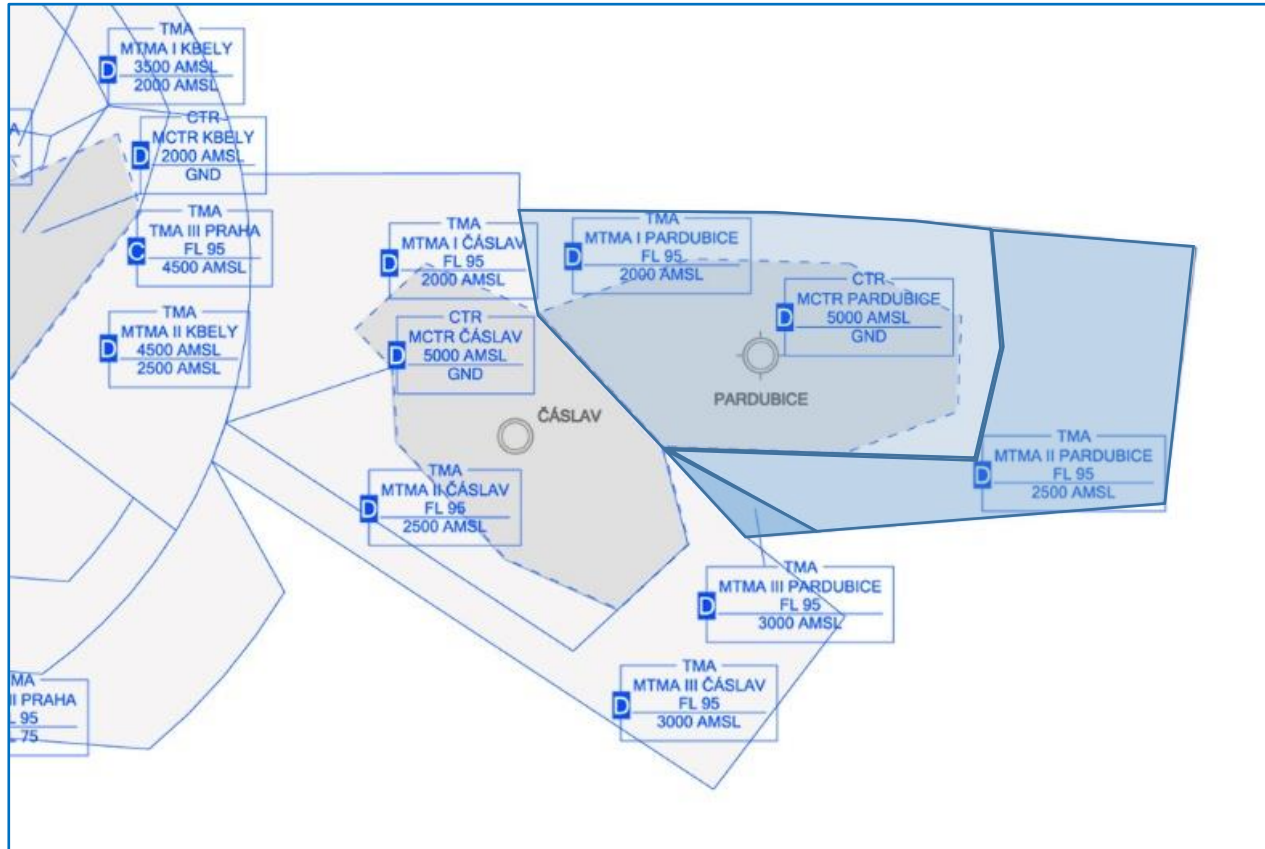 TMA
MTMA I KBELY
D
3500 AMSL
2000 AMSL
CTR
MCTR KBELY
D
2000 AMSL
GND
A
TMA
TMA III PRAHA
C
FL 95
4500 AMSL
TMA
MTMA II KBELY
D
4500 AMSL
2500 AMSL
TMA
MTMA I ČÁSLAV
D
FL 95
2000 AMSL
TMA
MTMA I PARDUBICE
D
FL 95
2000 AMSL
CTR
MCTR PARDUBICE
D
5000 AMSL
GND
CTR
MCTR ČÁSLAV
D
5000 AMSL
GND
PARDUBICE
ČÁSLAV
TMA
MTMA II ČÁSLAV
D
FL 95
2500 AMSL
TMA
MTMA II PARDUBICE
D
FL 95
2500 AMSL
TMA
MTMA III PARDUBICE
D
FL 95
3000 AMSL
TMA
MTMA III ČÁSLAV
D
FL 95
3000 AMSL
MA
II PRAHA
L 95
75